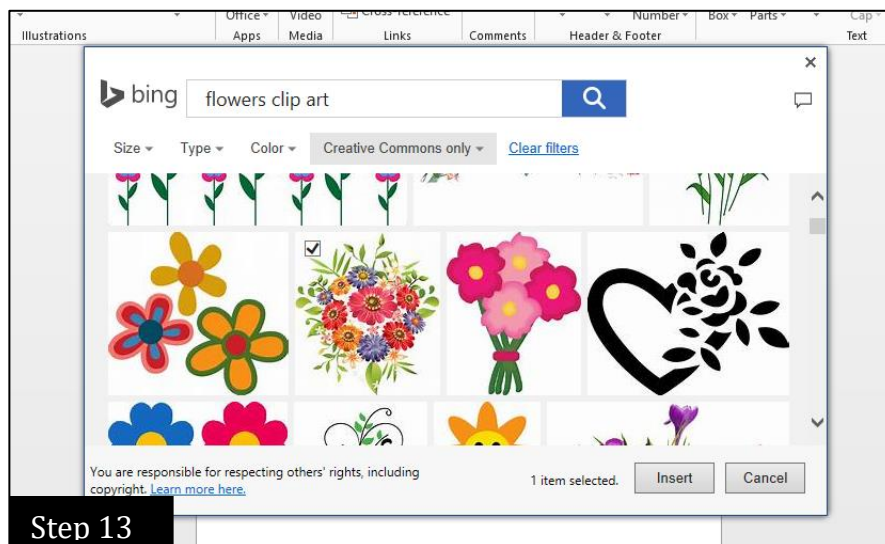 Office Video Cross-reference Number Box Parts Cap
Illustrations Apps Media Links Comments Header & Footer Text
bing flowers clip art
Size Type Color Creative Commons only Clear filters
You are responsible for respecting others' rights, including
copyright. Learn more here.
1 item selected. Insert Cancel
Step 13